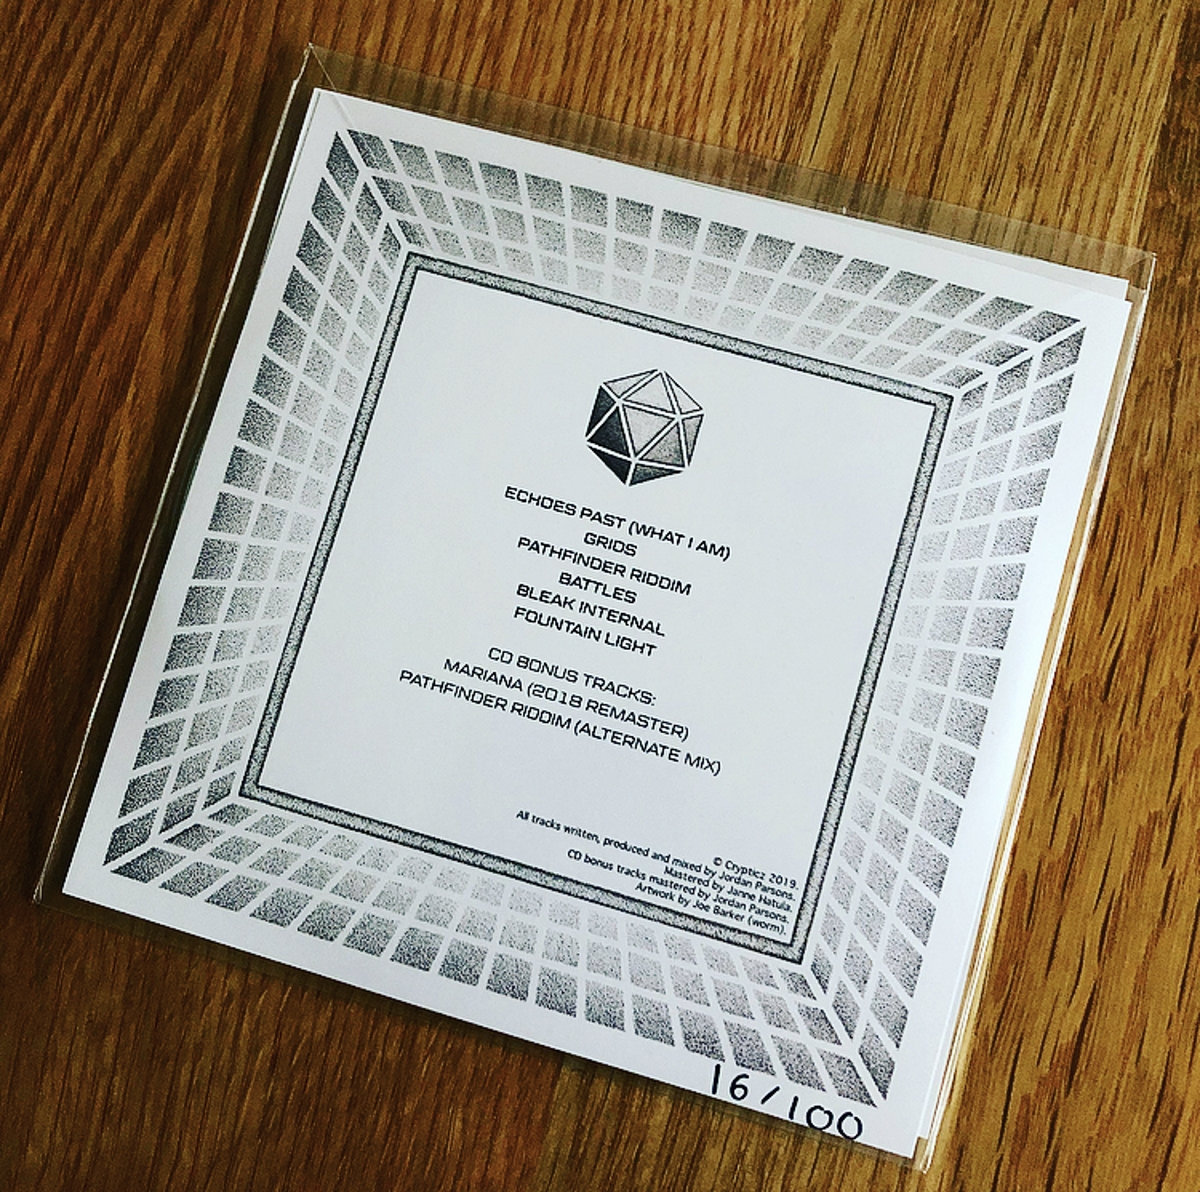 ECHOES PAST (WHAT I AM)
GRIDS
PATHFINDER RIDDIM
BATTLES
BLEAK INTERNAL
FOUNTAIN LIGHT
CD BONUS TRACKS:
MARIANA (2018 REMASTER)
PATHFINDER RIDDIM (ALTERNATE MIX)
© Crypticz 2019.
All tracks written, produced and mixed by Jordan Parsons.
Mastered by Janne Hatula.
CD bonus tracks mastered by Jordan Parsons.
Artwork by Joe Barker (worm).
16/100